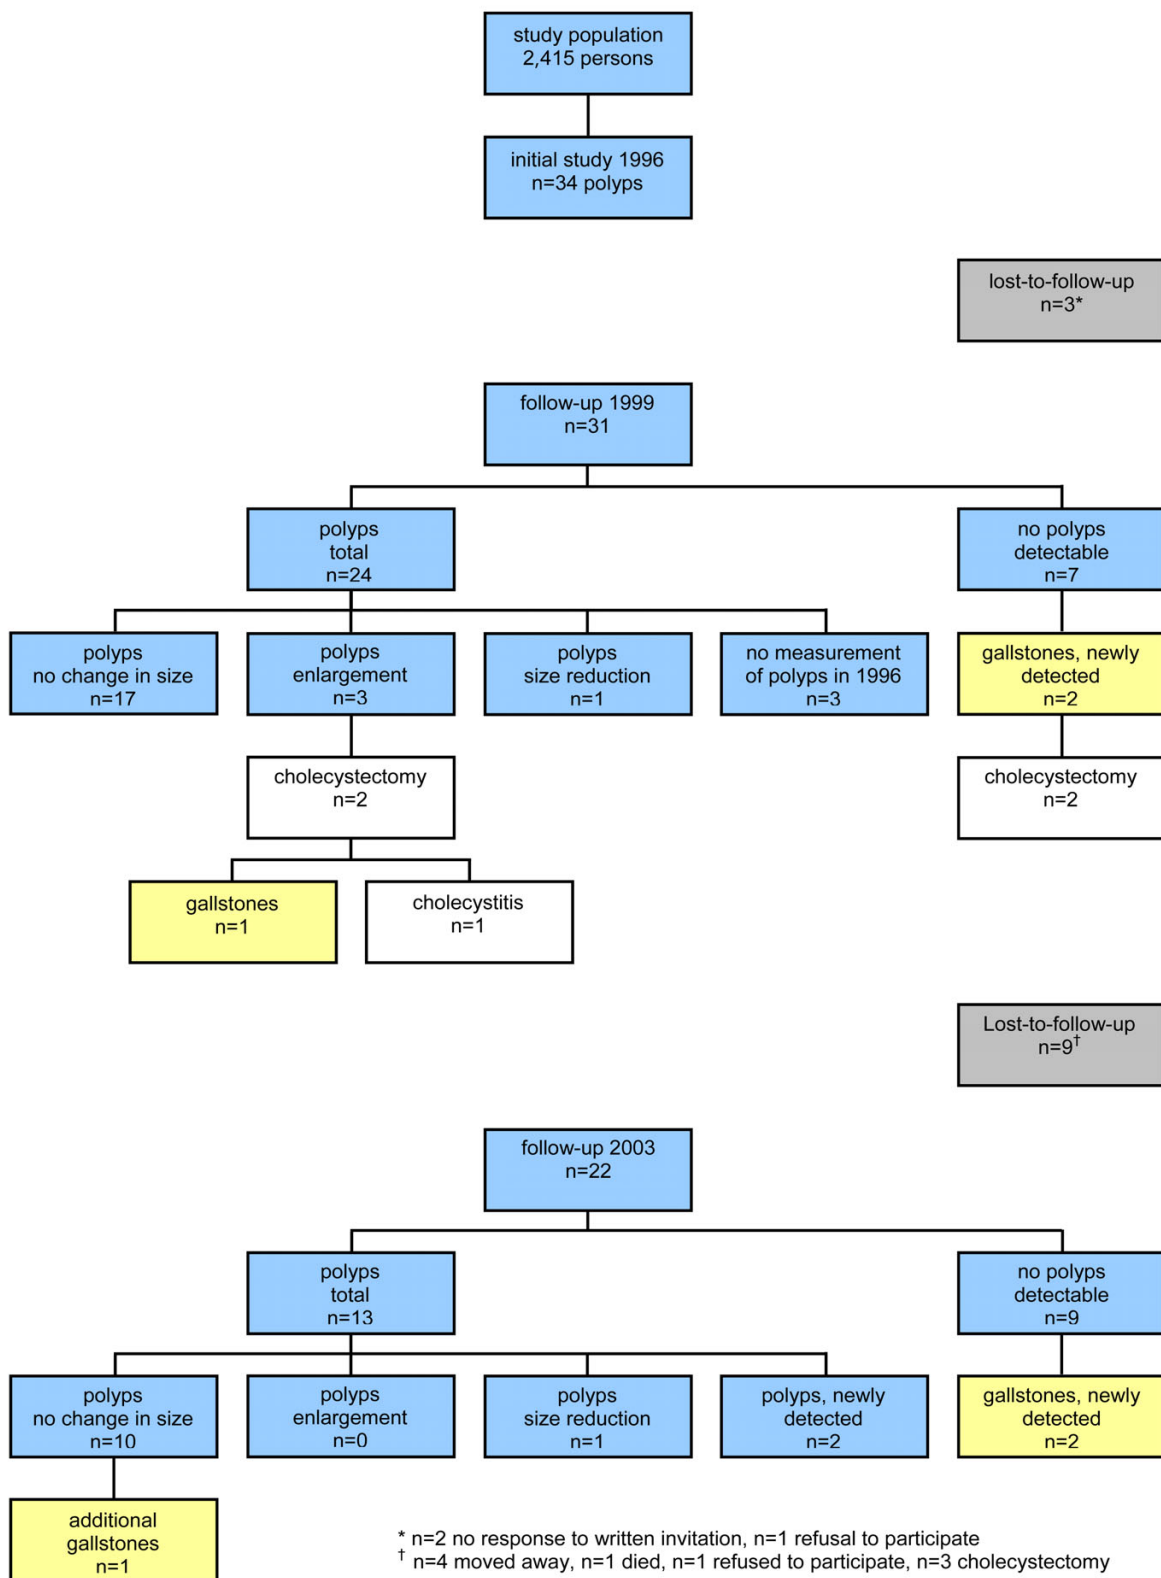 study population
2,415 persons
initial study 1996
n=34 polyps
lost-to-follow-up
n=3*
follow-up 1999
n=31
polyps
total
n=24
no polyps
detectable
n=7
polyps
no change in size
n=17
polyps
enlargement
n=3
polyps
size reduction
n=1
no measurement
of polyps in 1996
n=3
gallstones, newly
detected
n=2
cholecystectomy
n=2
cholecystectomy
n=2
gallstones
n=1
cholecystitis
n=1
Lost-to-follow-up
n=9†
follow-up 2003
n=22
polyps
total
n=13
no polyps
detectable
n=9
polyps
no change in size
n=10
polyps
enlargement
n=0
polyps
size reduction
n=1
polyps, newly
detected
n=2
gallstones, newly
detected
n=2
additional
gallstones
n=1
* n=2 no response to written invitation, n=1 refusal to participate
† n=4 moved away, n=1 died, n=1 refused to participate, n=3 cholecystectomy